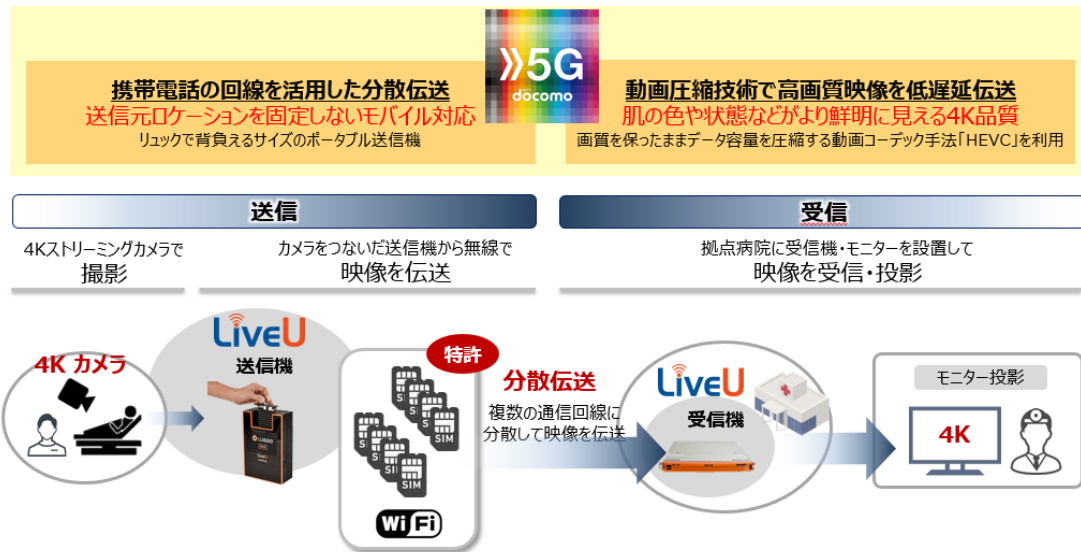 5G
döcomo
携帯電話の回線を活用した分散伝送
送信元ロケーションを固定しないモバイル対応
リュックで背負えるサイズのポータブル送信機
動画圧縮技術で高画質映像を低遅延伝送
肌の色や状態などがより鮮明に見える4K品質
画質を保ったままデータ容量を圧縮する動画コーデック手法「HEVC」を利用
送信
受信
4Kストリーミングカメラで
撮影
カメラをつないだ送信機から無線で
映像を伝送
拠点病院に受信機・モニターを設置して
映像を受信・投影
4K カメラ
LiveU
送信機
LiveU
特許
SIM
SIM
SIM
SIM
SIM
SIM
SIM
SIM
WiFi
分散伝送
複数の通信回線に
分散して映像を伝送
LiveU
受信機
モニター投影
4K